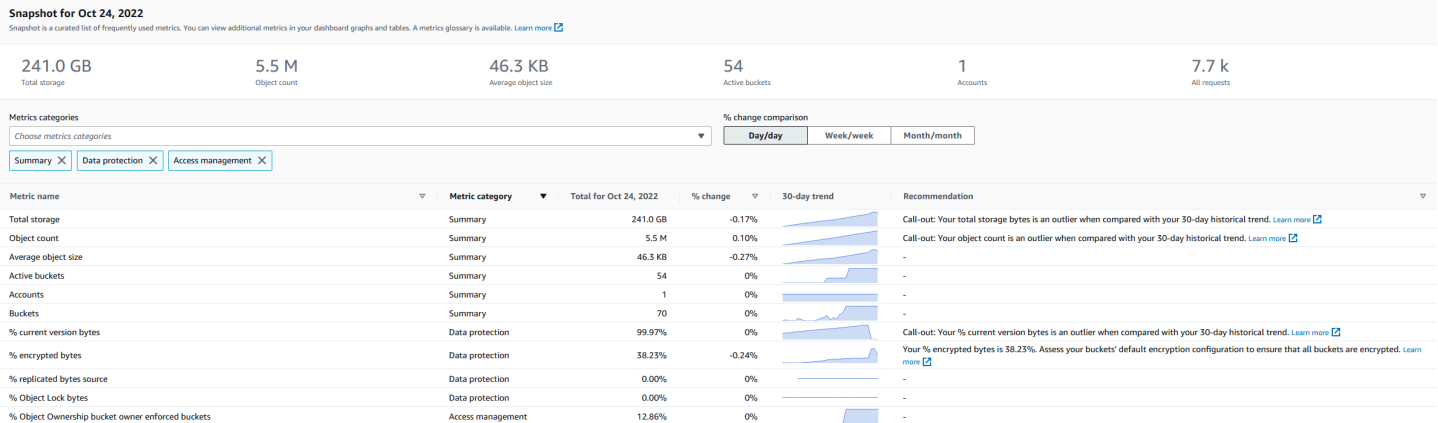 Snapshot for Oct 24, 2022
Snapshot is a curated list of frequently used metrics. You can view additional metrics in your dashboard graphs and tables. A metrics glossary is available. Learn more
241.0 GB 5.5 M 46.3 KB 54 1 7.7 k
Total storage Object count Average object size Active buckets Accounts All requests
Metrics categories % change comparison
Choose metrics categories Day/day Week/week Month/month
Summary Data protection Access management
Metric name Metric category Total for Oct 24, 2022 % change 30-day trend Recommendation
Total storage Summary 241.0 GB -0.17% Call-out: Your total storage bytes is an outlier when compared with your 30-day historical trend. Learn more
Object count Summary 5.5 M 0.10% Call-out: Your object count is an outlier when compared with your 30-day historical trend. Learn more
Average object size Summary 46.3 KB -0.27% -
Active buckets Summary 54 0% -
Accounts Summary 1 0% -
Buckets Summary 70 0% -
% current version bytes Data protection 99.97% 0% Call-out: Your % current version bytes is an outlier when compared with your 30-day historical trend. Learn more
% encrypted bytes Data protection 38.23% -0.24% Your % encrypted bytes is 38.23%. Assess your buckets' default encryption configuration to ensure that all buckets are encrypted. Learn
more
% replicated bytes source Data protection 0.00% 0% -
% Object Lock bytes Data protection 0.00% 0% -
% Object Ownership bucket owner enforced buckets Access management 12.86% 0% -